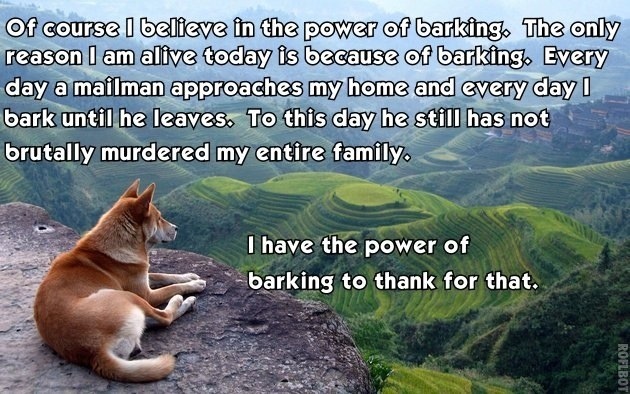 Of course I believe in the power of barking.  The only
reason I am alive today is because of barking.  Every
day a mailman approaches my home and every day I
bark until he leaves.  To this day he still has not
brutally murdered my entire family.
I have the power of
barking to thank for that.
ROFLBOT